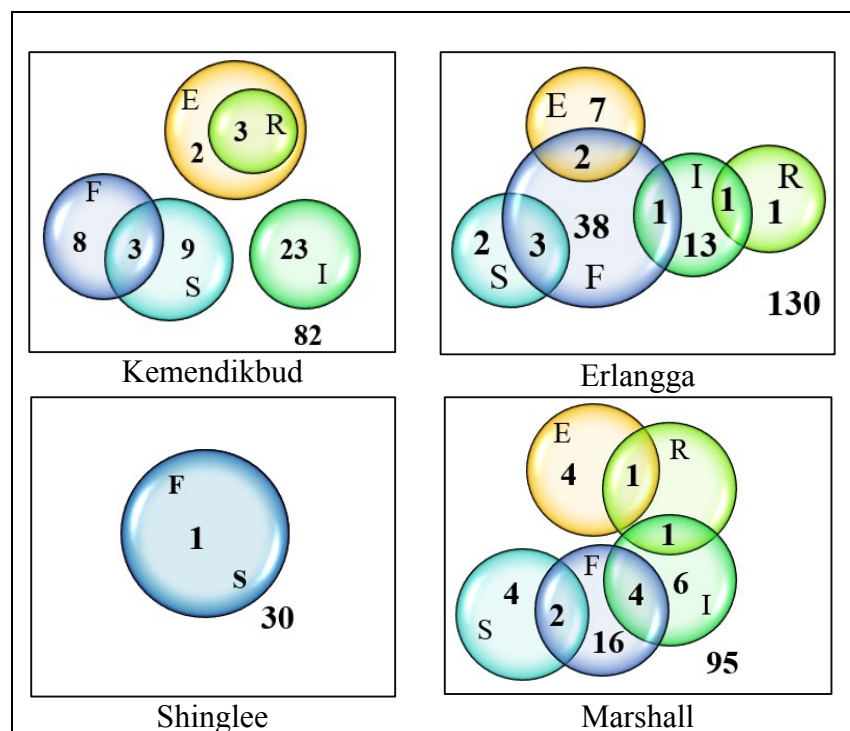 E
3 R
2
F
8 3 9
S
23
I
82
Kemendikbud
E 7
2
I R
38 1 1 1
2 3 13
S F
130
Erlangga
F
1
S
30
Shinglee
E R
4 1
1
F
4 4 6
S 2 I
16
95
Marshall